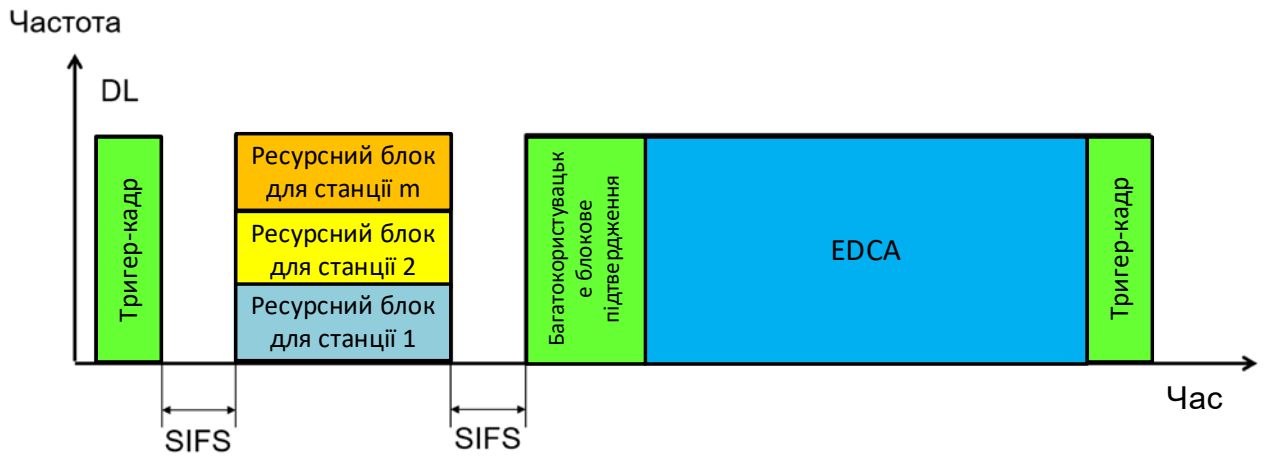 Частота
DL
Тригер-кадр
Ресурсний блок
для станції m
Ресурсний блок
для станції 2
Ресурсний блок
для станції 1
Багатокористувацьк
е блокове
підтвердження
EDCA
Тригер-кадр
Час
SIFS
SIFS